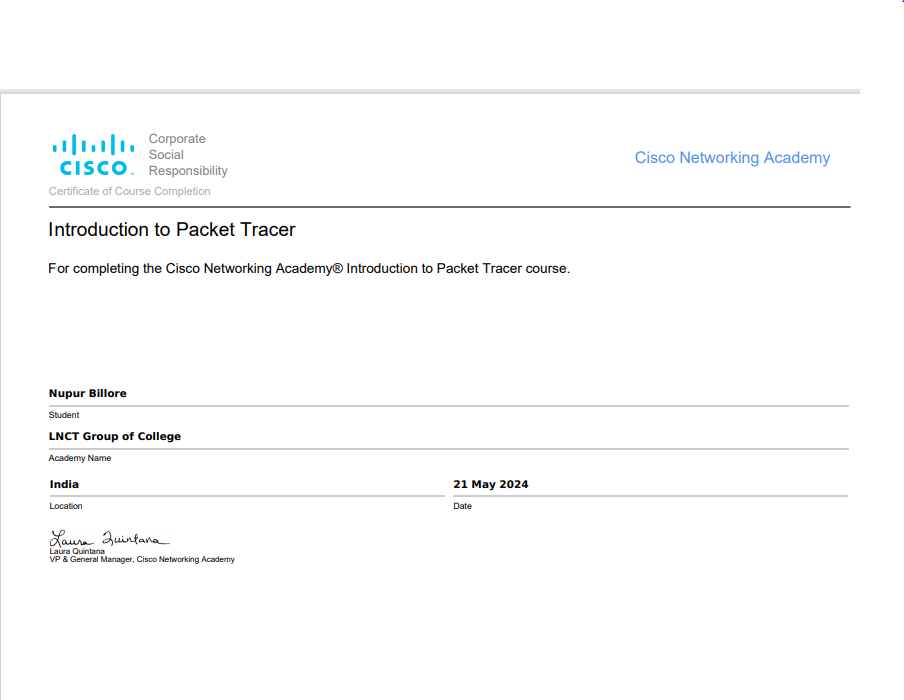 Corporate
Social
Responsibility
CISCO
Cisco Networking Academy
Certificate of Course Completion
Introduction to Packet Tracer
For completing the Cisco Networking Academy® Introduction to Packet Tracer course.
Nupur Billore
Student
LNCT Group of College
Academy Name
India
21 May 2024
Location
Date
Laura Quintana
Laura Quintana
VP & General Manager, Cisco Networking Academy